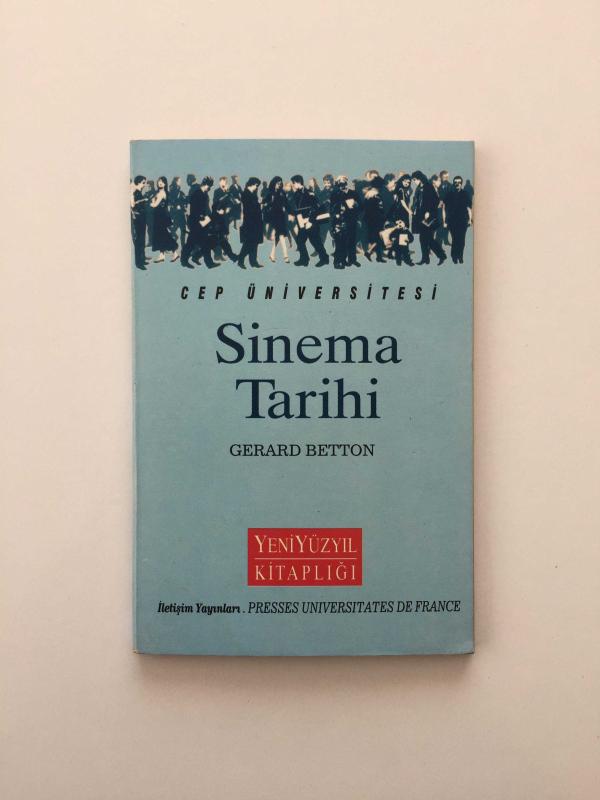 CEP ÜNİVERSİTESİ
Sinema
Tarihi
GERARD BETTON
YENİYÜZYIL
KİTAPLIĞI
İletişim Yayınları . PRESSES UNIVERSITATES DE FRANCE